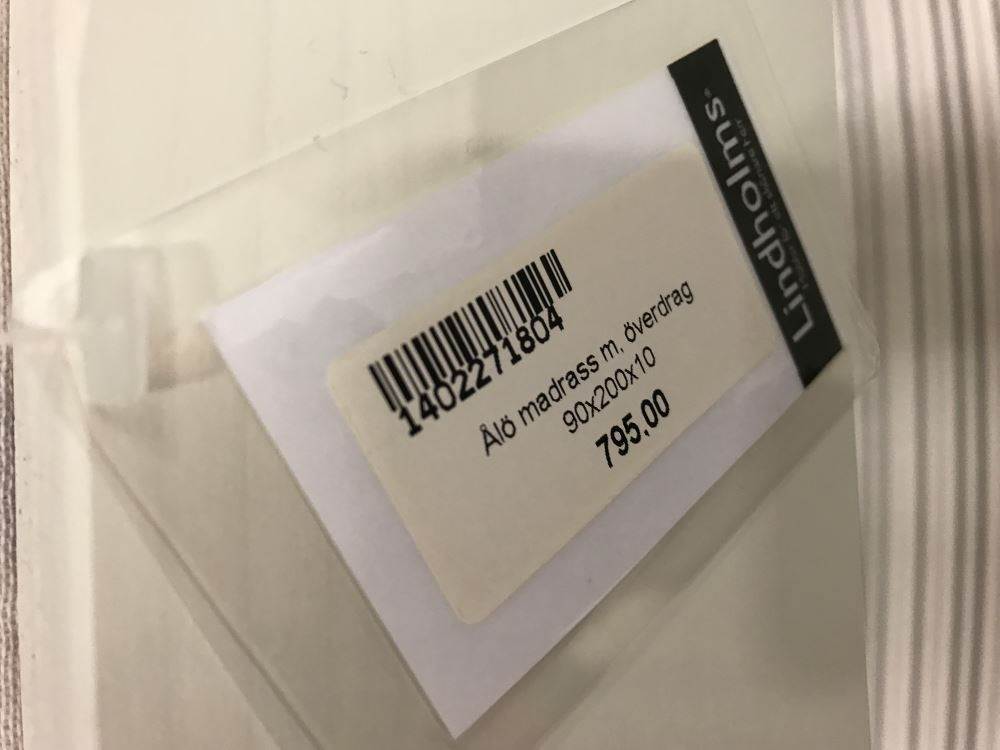 Lindholms
1402271804
Ålö madrass m. överdrag
90x200x10
795.00